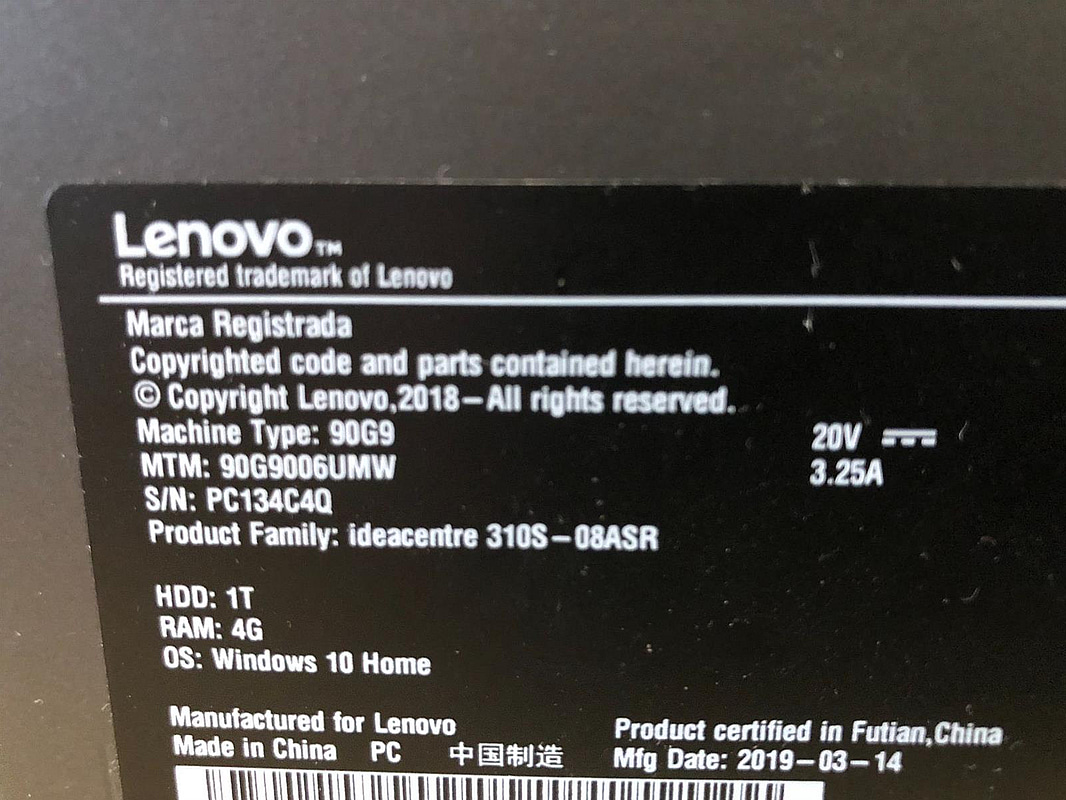 Lenovo™
Registered trademark of Lenovo
Marca Registrada
Copyrighted code and parts contained herein.
© Copyright Lenovo,2018–All rights reserved.
Machine Type: 90G9
20V
MTM: 90G9006UMW
3.25A
S/N: PC134C4Q
Product Family: ideacentre 310S–08ASR
HDD: 1T
RAM: 4G
OS: Windows 10 Home
Manufactured for Lenovo
Product certified in Futian,China
Made in China PC 中国制造
Mfg Date: 2019–03–14